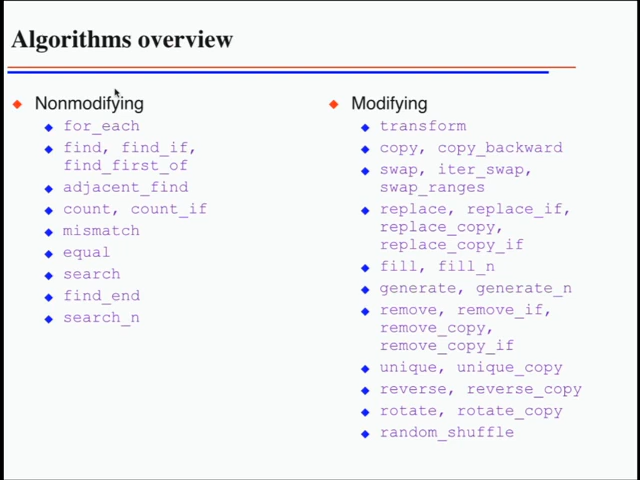 Algorithms overview
Nonmodifying
for_each
find, find_if,
find_first_of
adjacent_find
count, count_if
mismatch
equal
search
find_end
search_n
Modifying
transform
copy, copy_backward
swap, iter_swap,
swap_ranges
replace, replace_if,
replace_copy,
replace_copy_if
fill, fill_n
generate, generate_n
remove, remove_if,
remove_copy,
remove_copy_if
unique, unique_copy
reverse, reverse_copy
rotate, rotate_copy
random_shuffle